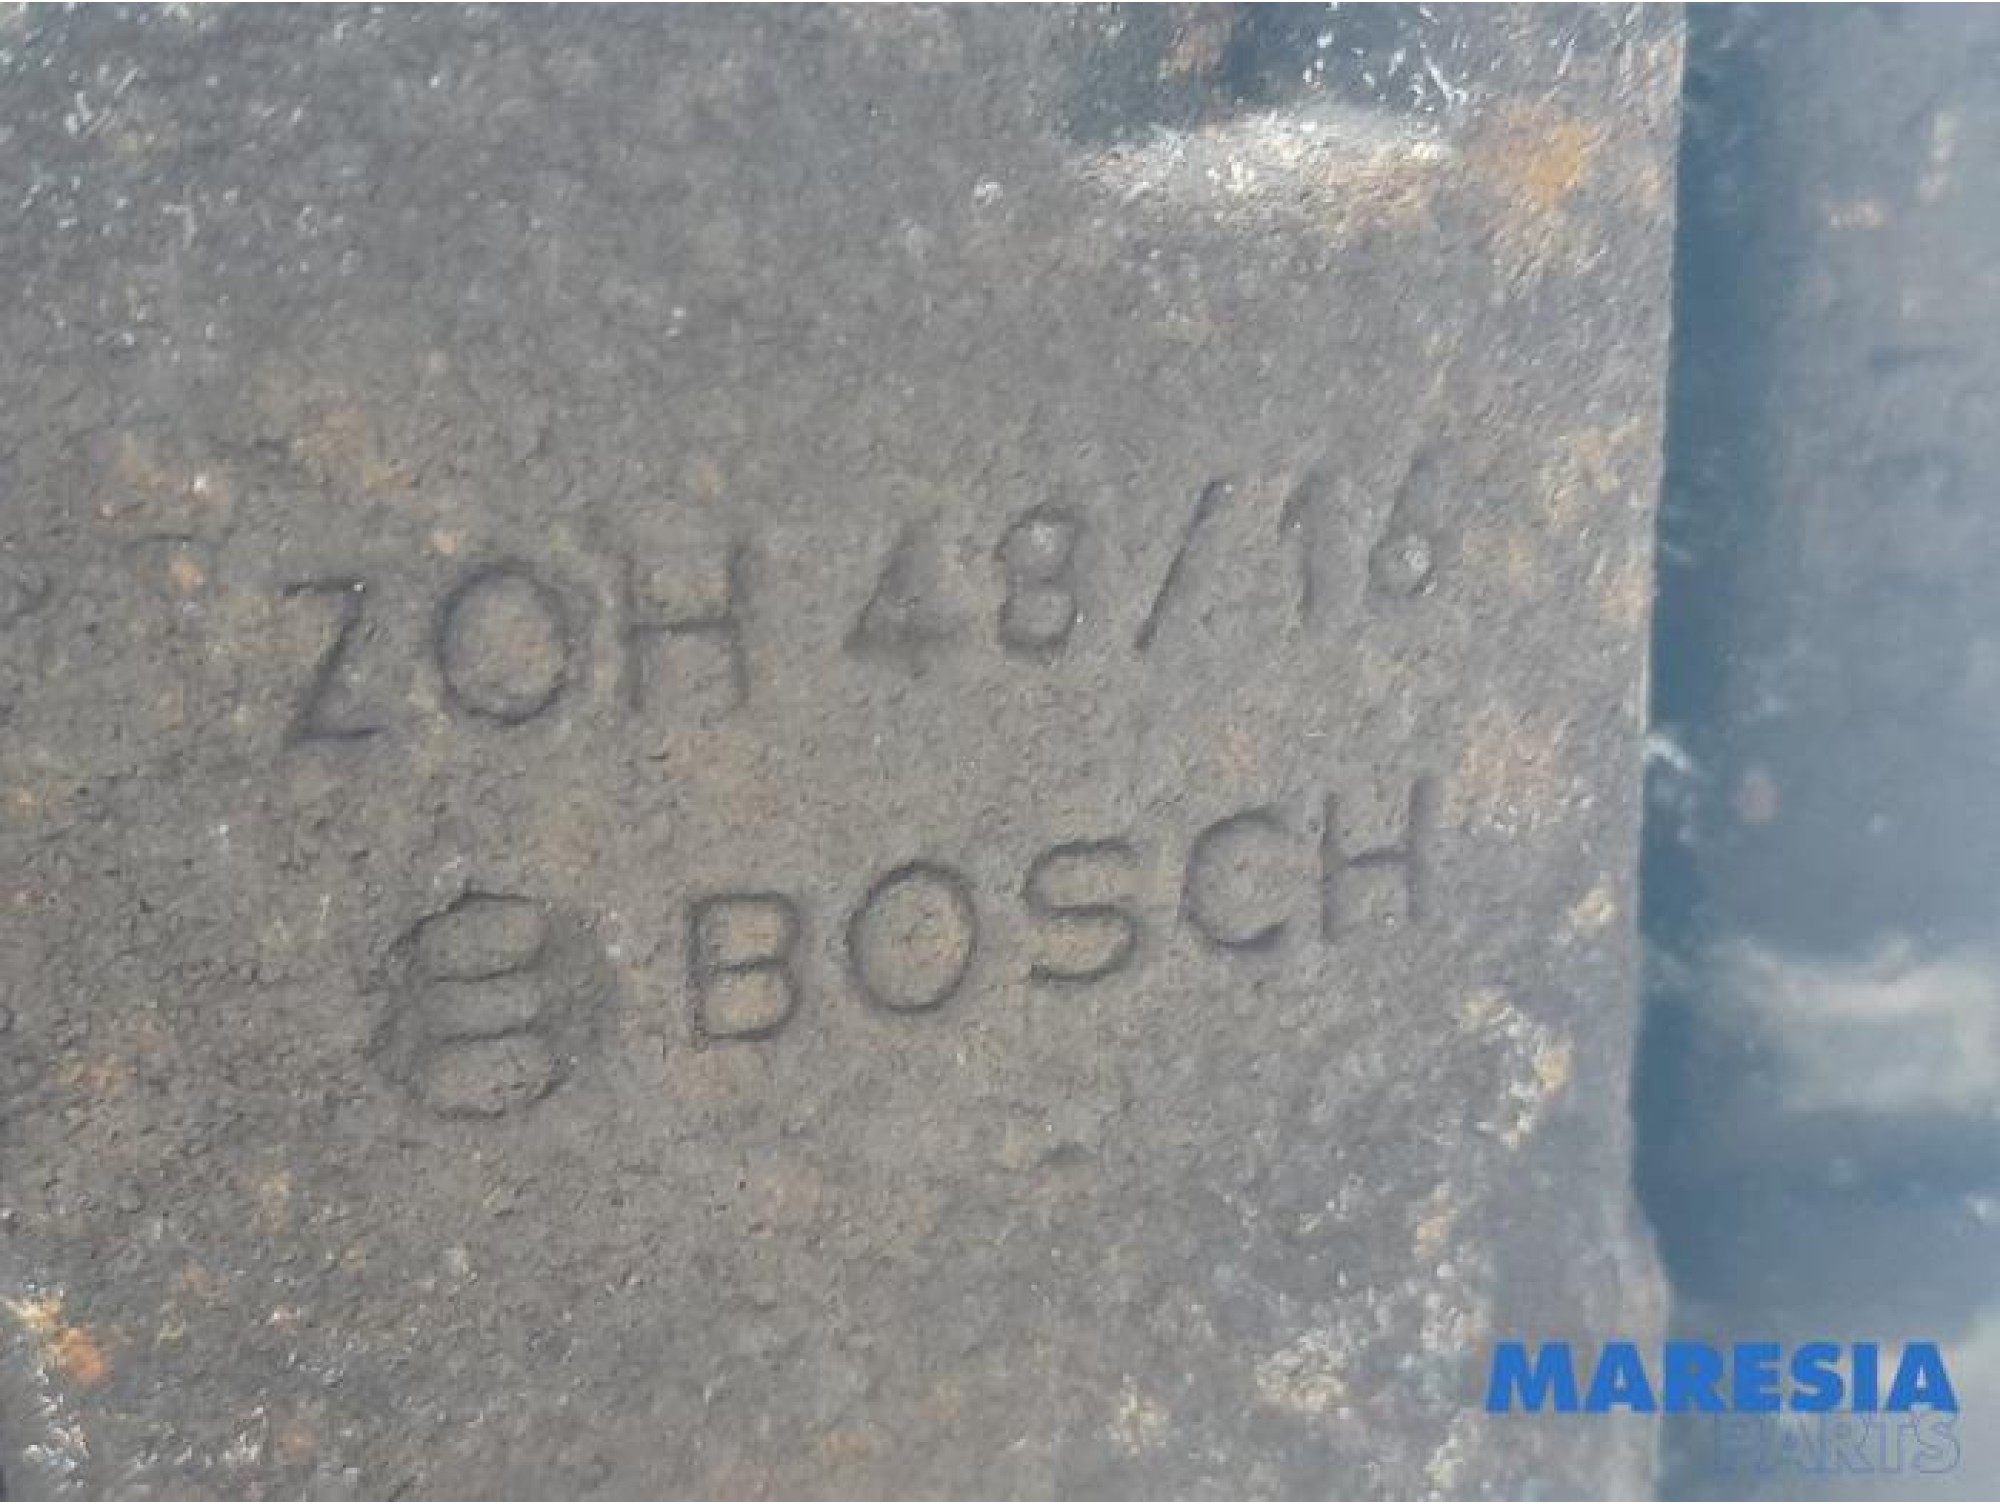 ZOH 48/16
BOSCH
MARESIA
PARTS